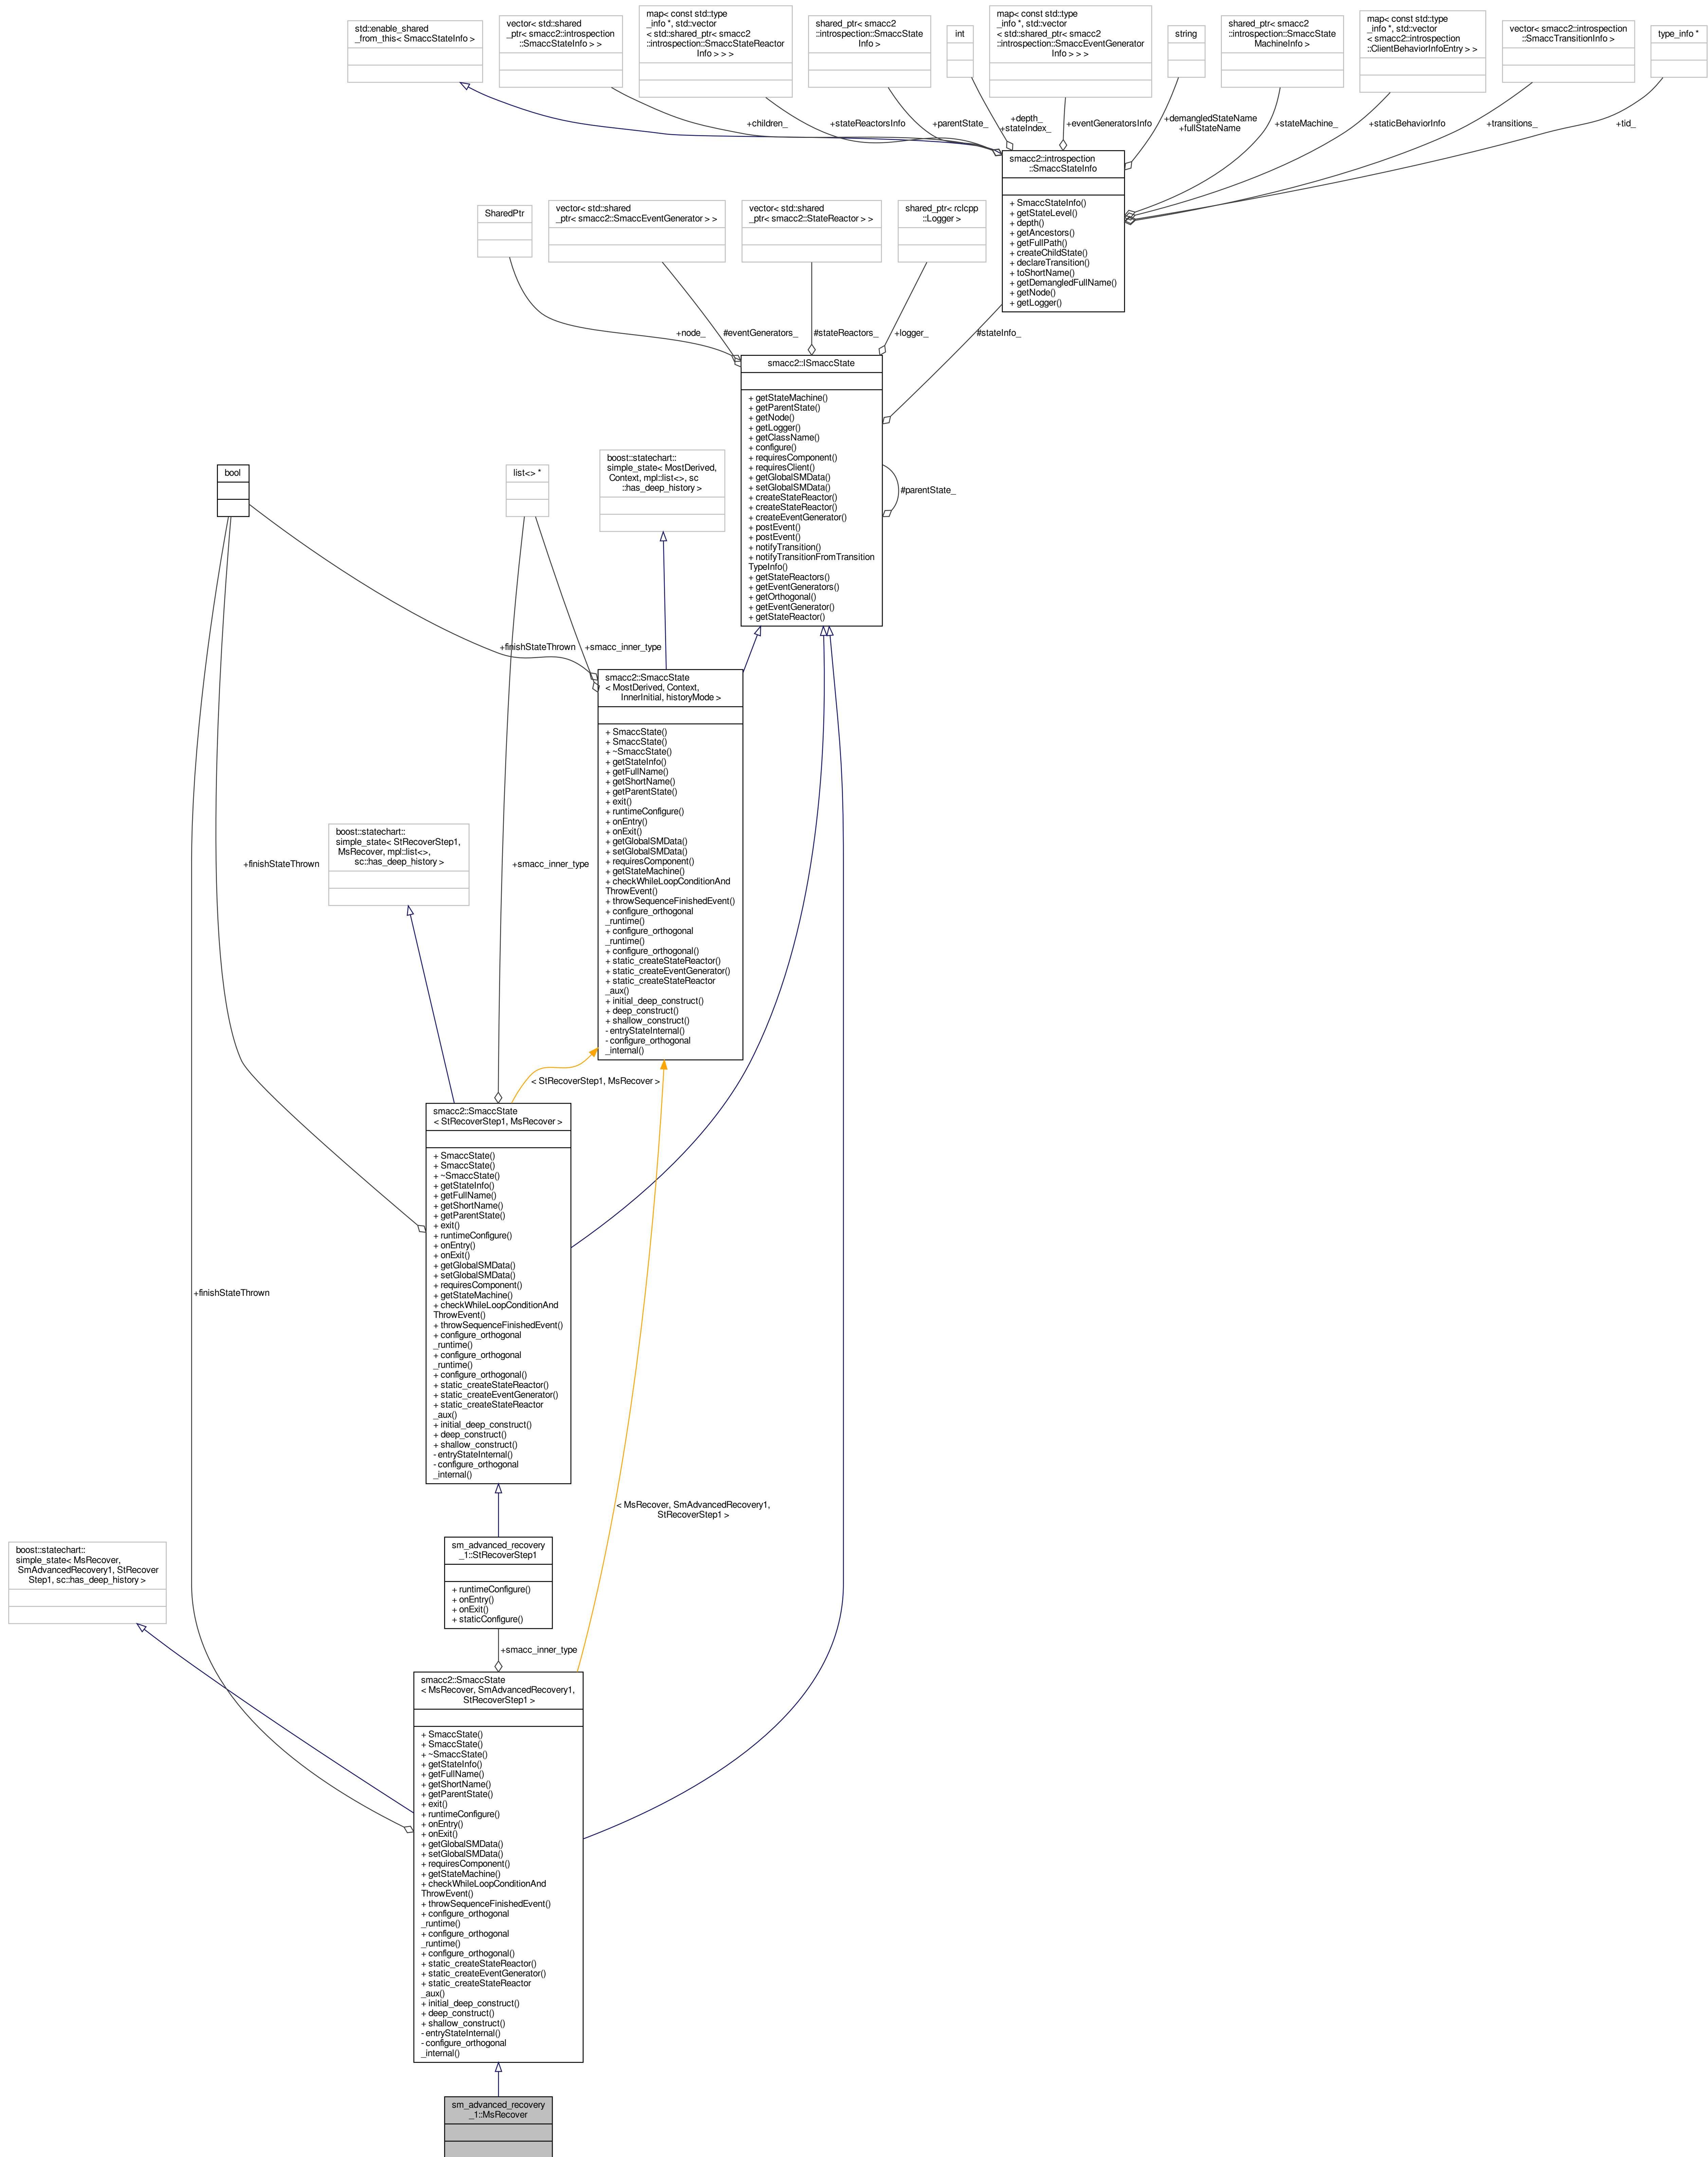 std::enable_shared
_from_this< SmaccStateInfo >
vector< std::shared
_ptr< smacc2::introspection
::SmaccStateInfo > >
map< const std::type
_info *, std::vector
< std::shared_ptr< smacc2
::introspection::SmaccStateReactor
Info > > >
shared_ptr< smacc2
::introspection::SmaccState
Info >
int
map< const std::type
_info *, std::vector
< std::shared_ptr< smacc2
::introspection::SmaccEventGenerator
Info > > >
string
shared_ptr< smacc2
::introspection::SmaccState
MachineInfo >
map< const std::type
_info *, std::vector
< smacc2::introspection
::ClientBehaviorInfoEntry > >
vector< smacc2::introspection
::SmaccTransitionInfo >
type_info *
+children_
+stateReactorsInfo
+parentState_
+depth_
+stateIndex_
+eventGeneratorsInfo
+demangledStateName
+fullStateName
+stateMachine_
+staticBehaviorInfo
+transitions_
+tid_
smacc2::introspection
::SmaccStateInfo
+ SmaccStateInfo()
+ getStateLevel()
+ depth()
+ getAncestors()
+ getFullPath()
+ createChildState()
+ declareTransition()
+ toShortName()
+ getDemangledFullName()
+ getNode()
+ getLogger()
SharedPtr
vector< std::shared
_ptr< smacc2::SmaccEventGenerator > >
vector< std::shared
_ptr< smacc2::StateReactor > >
shared_ptr< rclcpp
::Logger >
+node_
#eventGenerators_
#stateReactors_
+logger_
#stateInfo_
smacc2::ISmaccState
+ getStateMachine()
+ getParentState()
+ getNode()
+ getLogger()
+ getClassName()
+ configure()
+ requiresComponent()
+ requiresClient()
+ getGlobalSMData()
+ setGlobalSMData()
+ createStateReactor()
+ createStateReactor()
+ createEventGenerator()
+ postEvent()
+ postEvent()
+ notifyTransition()
+ notifyTransitionFromTransition
TypeInfo()
+ getStateReactors()
+ getEventGenerators()
+ getOrthogonal()
+ getEventGenerator()
+ getStateReactor()
#parentState_
bool
list<> *
boost::statechart::
simple_state< MostDerived,
Context, mpl::list<>, sc
::has_deep_history >
+finishStateThrown
+smacc_inner_type
smacc2::SmaccState
< MostDerived, Context,
InnerInitial, historyMode >
+ SmaccState()
+ SmaccState()
+ ~SmaccState()
+ getStateInfo()
+ getFullName()
+ getShortName()
+ getParentState()
+ exit()
+ runtimeConfigure()
+ onEntry()
+ onExit()
+ getGlobalSMData()
+ setGlobalSMData()
+ requiresComponent()
+ getStateMachine()
+ checkWhileLoopConditionAnd
ThrowEvent()
+ throwSequenceFinishedEvent()
+ configure_orthogonal
_runtime()
+ configure_orthogonal
_runtime()
+ configure_orthogonal()
+ static_createStateReactor()
+ static_createEventGenerator()
+ static_createStateReactor
_aux()
+ initial_deep_construct()
+ deep_construct()
+ shallow_construct()
- entryStateInternal()
- configure_orthogonal
_internal()
boost::statechart::
simple_state< StRecoverStep1,
MsRecover, mpl::list<>,
sc::has_deep_history >
+finishStateThrown
+smacc_inner_type
< StRecoverStep1, MsRecover >
smacc2::SmaccState
< StRecoverStep1, MsRecover >
+ SmaccState()
+ SmaccState()
+ ~SmaccState()
+ getStateInfo()
+ getFullName()
+ getShortName()
+ getParentState()
+ exit()
+ runtimeConfigure()
+ onEntry()
+ onExit()
+ getGlobalSMData()
+ setGlobalSMData()
+ requiresComponent()
+ getStateMachine()
+ checkWhileLoopConditionAnd
ThrowEvent()
+ throwSequenceFinishedEvent()
+ configure_orthogonal
_runtime()
+ configure_orthogonal
_runtime()
+ configure_orthogonal()
+ static_createStateReactor()
+ static_createEventGenerator()
+ static_createStateReactor
_aux()
+ initial_deep_construct()
+ deep_construct()
+ shallow_construct()
- entryStateInternal()
- configure_orthogonal
_internal()
+finishStateThrown
< MsRecover, SmAdvancedRecovery1,
StRecoverStep1 >
boost::statechart::
simple_state< MsRecover,
SmAdvancedRecovery1, StRecover
Step1, sc::has_deep_history >
sm_advanced_recovery
_1::StRecoverStep1
+ runtimeConfigure()
+ onEntry()
+ onExit()
+ staticConfigure()
+smacc_inner_type
smacc2::SmaccState
< MsRecover, SmAdvancedRecovery1,
StRecoverStep1 >
+ SmaccState()
+ SmaccState()
+ ~SmaccState()
+ getStateInfo()
+ getFullName()
+ getShortName()
+ getParentState()
+ exit()
+ runtimeConfigure()
+ onEntry()
+ onExit()
+ getGlobalSMData()
+ setGlobalSMData()
+ requiresComponent()
+ getStateMachine()
+ checkWhileLoopConditionAnd
ThrowEvent()
+ throwSequenceFinishedEvent()
+ configure_orthogonal
_runtime()
+ configure_orthogonal
_runtime()
+ configure_orthogonal()
+ static_createStateReactor()
+ static_createEventGenerator()
+ static_createStateReactor
_aux()
+ initial_deep_construct()
+ deep_construct()
+ shallow_construct()
- entryStateInternal()
- configure_orthogonal
_internal()
sm_advanced_recovery
_1::MsRecover